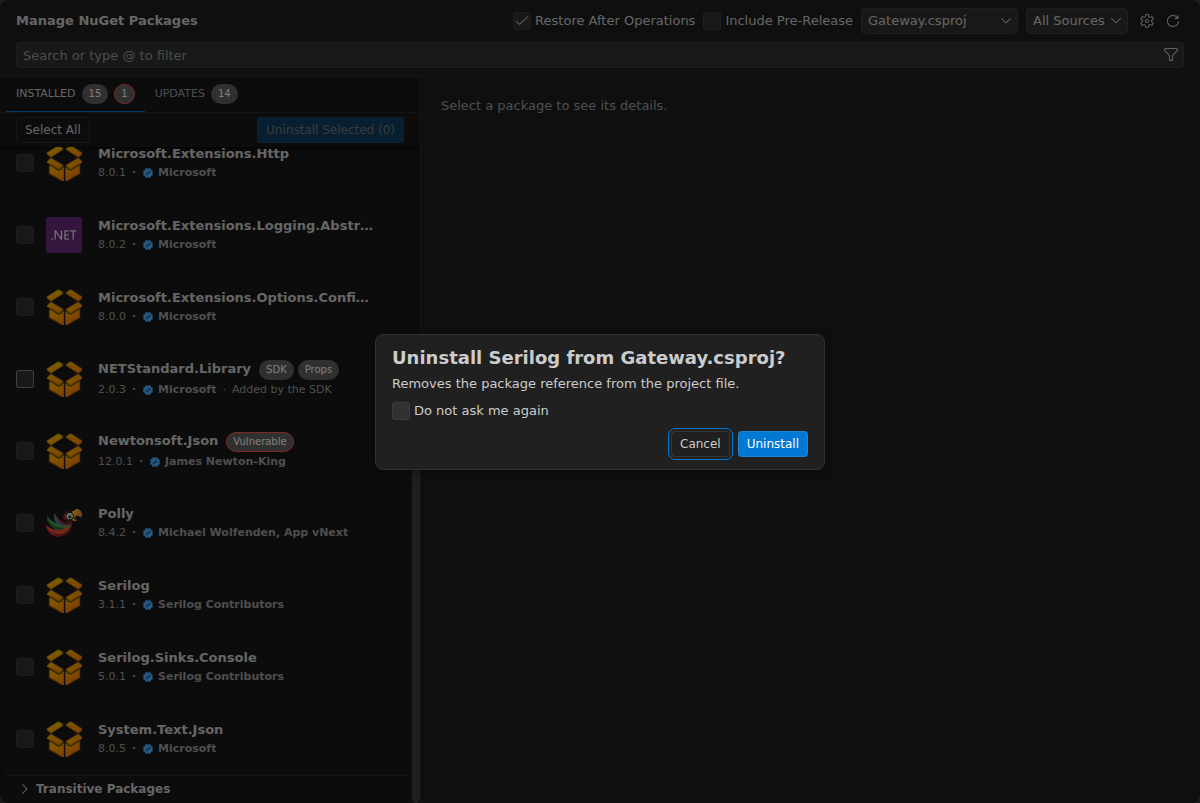 Manage NuGet Packages
Restore After Operations
Include Pre-Release
Gateway.csproj
All Sources
Search or type @ to filter
INSTALLED 15 1 UPDATES 14
Select a package to see its details.
Select All
Uninstall Selected (0)
Microsoft.Extensions.Http
8.0.1 · Microsoft
.NET
Microsoft.Extensions.Logging.Abstr...
8.0.2 · Microsoft
Microsoft.Extensions.Options.Confi...
8.0.0 · Microsoft
NETStandard.Library SDK Props
2.0.3 · Microsoft · Added by the SDK
Newtonsoft.Json Vulnerable
12.0.1 · James Newton-King
Polly
8.4.2 · Michael Wolfenden, App vNext
Serilog
3.1.1 · Serilog Contributors
Serilog.Sinks.Console
5.0.1 · Serilog Contributors
System.Text.Json
8.0.5 · Microsoft
Transitive Packages
Uninstall Serilog from Gateway.csproj?
Removes the package reference from the project file.
Do not ask me again
Cancel
Uninstall